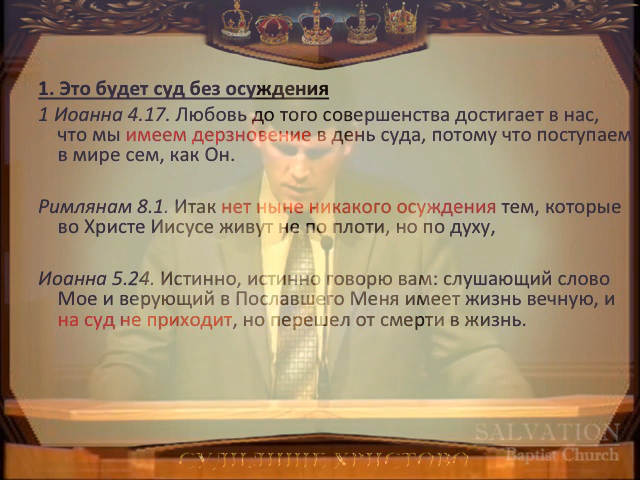 1. Это будет суд без осуждения
1 Иоанна 4.17. Любовь до того совершенства достигает в нас,
что мы имеем дерзновение в день суда, потому что поступаем
в мире сем, как Он.
Римлянам 8.1. Итак нет ныне никакого осуждения тем, которые
во Христе Иисусе живут не по плоти, но по духу,
Иоанна 5.24. Истинно, истинно говорю вам: слушающий слово
Мое и верующий в Пославшего Меня имеет жизнь вечную, и
на суд не приходит, но перешел от смерти в жизнь.
SALVATION
Baptist Church
СУДИЛИЩЕ ХРИСТОВО